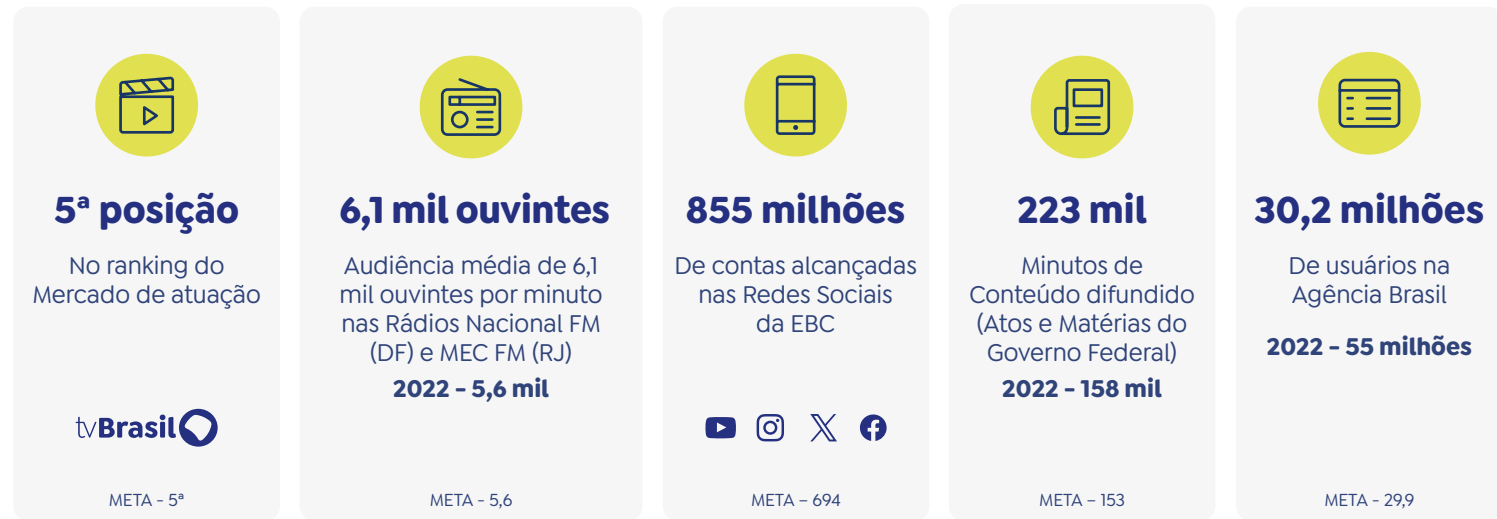 5ª posição
No ranking do
Mercado de atuação
tvBrasil
META - 5ª
6,1 mil ouvintes
Audiência média de 6,1
mil ouvintes por minuto
nas Rádios Nacional FM
(DF) e MEC FM (RJ)
2022 - 5,6 mil
META - 5,6
855 milhões
De contas alcançadas
nas Redes Sociais
da EBC
META – 694
223 mil
Minutos de
Conteúdo difundido
(Atos e Matérias do
Governo Federal)
2022 - 158 mil
META – 153
30,2 milhões
De usuários na
Agência Brasil
2022 - 55 milhões
META - 29,9